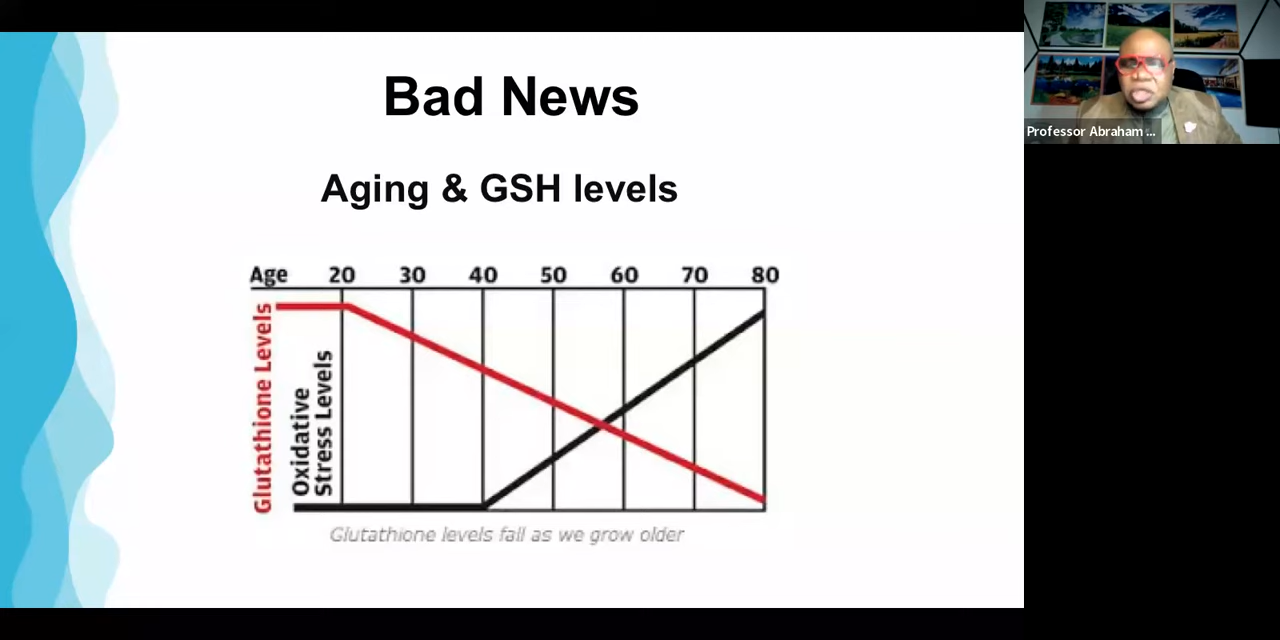 Bad News
Aging & GSH levels
Age 20 30 40 50 60 70 80
Glutathione Levels
Oxidative
Stress Levels
Glutathione levels fall as we grow older
Professor Abraham ...